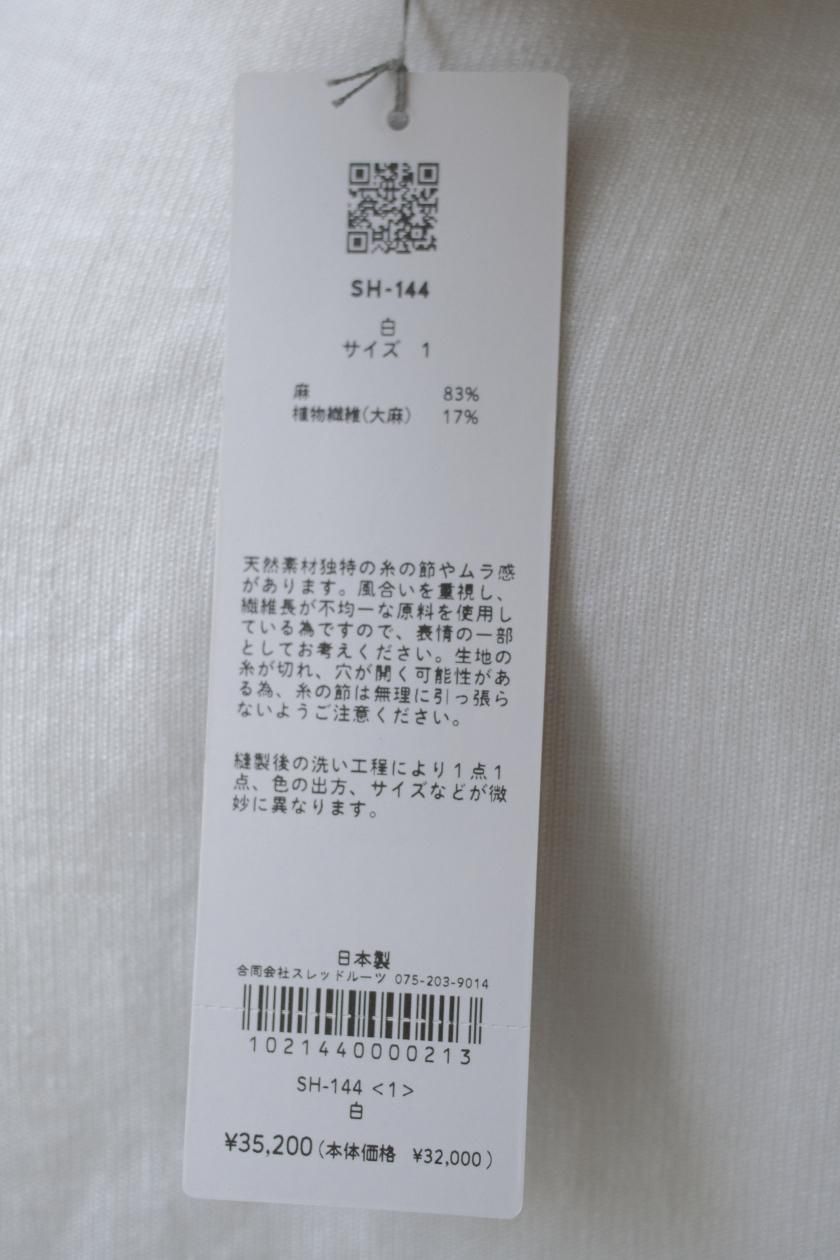 SH-144
白
サイズ 1
麻 83%
植物繊維(大麻) 17%
天然素材独特の糸の節やムラ感
があります。風合いを重視し、
繊維長が不均一な原料を使用し
ている為ですので、表情の一部
としてお考えください。生地の
糸が切れ、穴が開く可能性があ
る為、糸の節は無理に引っ張ら
ないようご注意ください。
縫製後の洗い工程により1点1
点、色の出方、サイズなどが微
妙に異なります。
日本製
合同会社スレッドルーツ 075-203-9014
1021440000213
SH-144 <1>
白
¥35,200(本体価格 ¥32,000)